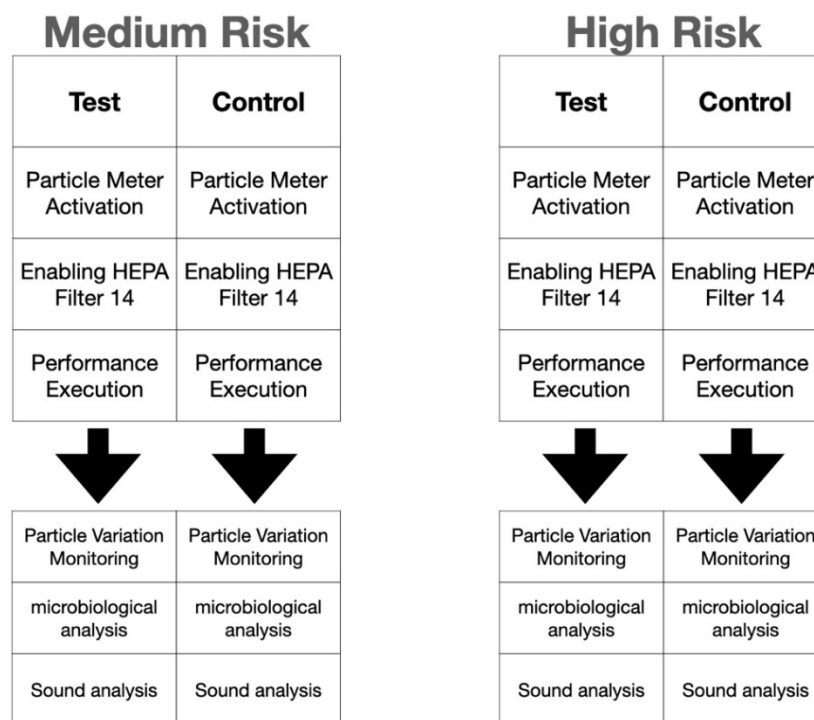 Medium Risk
Test
Control
Particle Meter
Activation
Particle Meter
Activation
Enabling HEPA
Filter 14
Enabling HEPA
Filter 14
Performance
Execution
Performance
Execution
Particle Variation
Monitoring
Particle Variation
Monitoring
microbiological
analysis
microbiological
analysis
Sound analysis
Sound analysis
High Risk
Test
Control
Particle Meter
Activation
Particle Meter
Activation
Enabling HEPA
Filter 14
Enabling HEPA
Filter 14
Performance
Execution
Performance
Execution
Particle Variation
Monitoring
Particle Variation
Monitoring
microbiological
analysis
microbiological
analysis
Sound analysis
Sound analysis